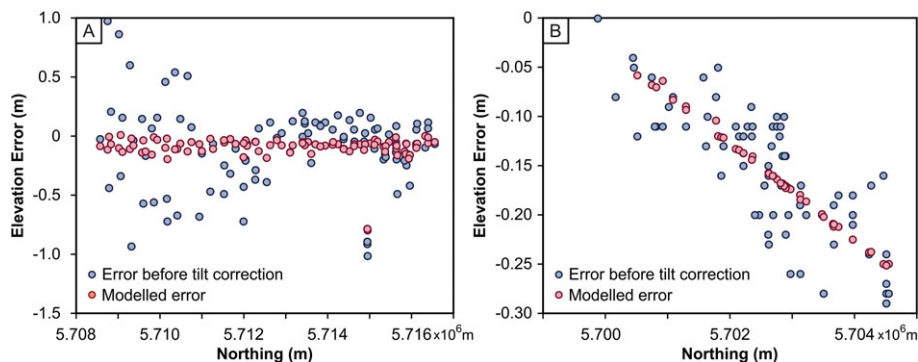 A
1.0
0.5
0
-0.5
-1.0
-1.5
Elevation Error (m)
Error before tilt correction
Modelled error
5.708 5.710 5.712 5.714 5.716×10⁶m
Northing (m)
B
0
-0.05
-0.10
-0.15
-0.20
-0.25
-0.30
Elevation Error (m)
Error before tilt correction
Modelled error
5.700 5.702 5.704×10⁶m
Northing (m)